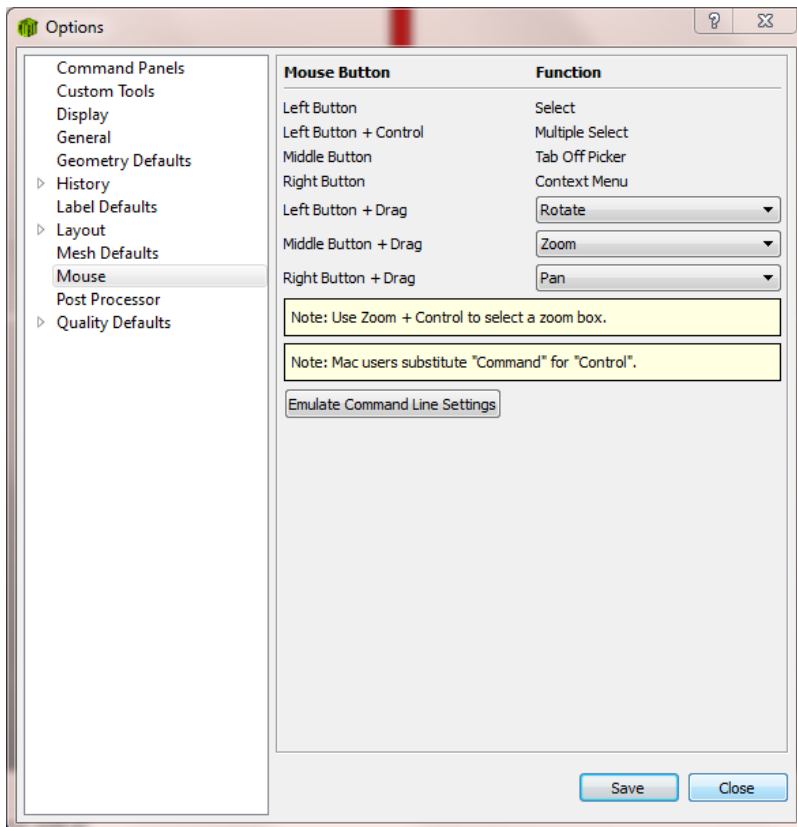 Options
Command Panels
Custom Tools
Display
General
Geometry Defaults
History
Label Defaults
Layout
Mesh Defaults
Mouse
Post Processor
Quality Defaults
Mouse Button Function
Left Button Select
Left Button + Control Multiple Select
Middle Button Tab Off Picker
Right Button Context Menu
Left Button + Drag Rotate
Middle Button + Drag Zoom
Right Button + Drag Pan
Note: Use Zoom + Control to select a zoom box.
Note: Mac users substitute "Command" for "Control".
Emulate Command Line Settings
Save Close